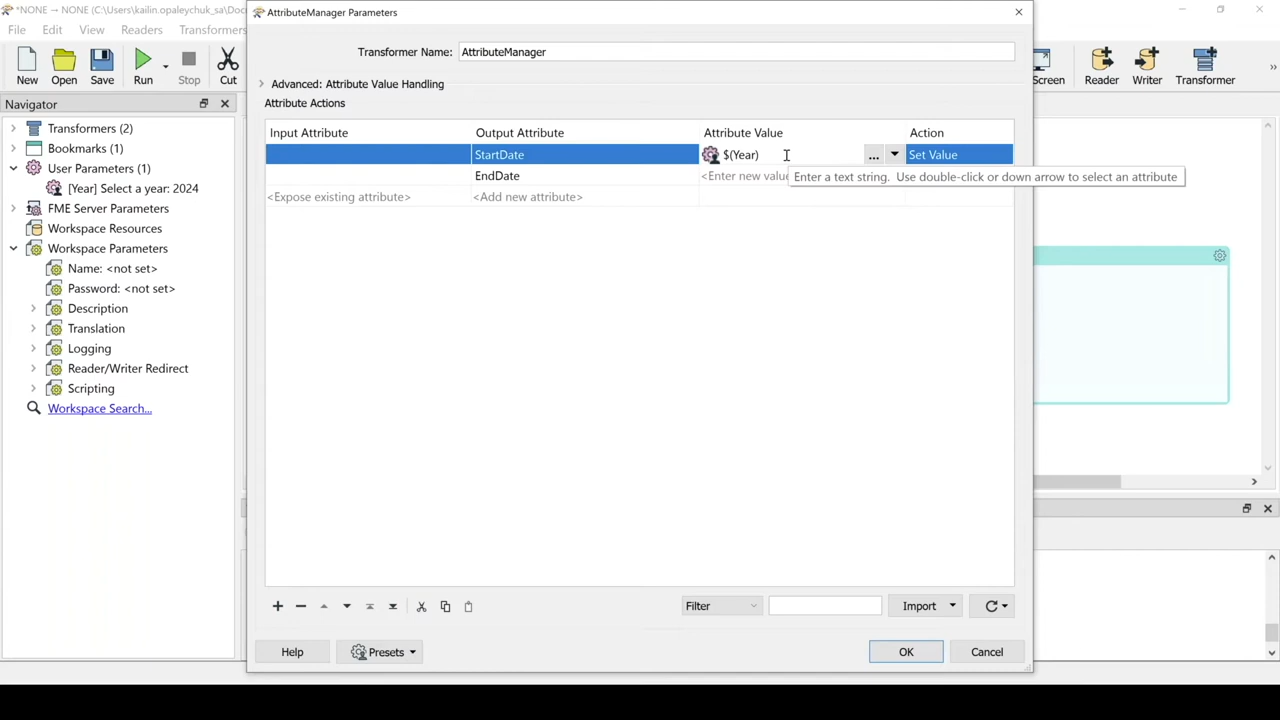 *NONE → NONE (C:\Users\kailin.opaleychuk_sa\Doc
AttributeManager Parameters
File Edit View Readers Transformers
Transformer Name: AttributeManager
New Open Save Run Stop Cut
Screen Reader Writer Transformer
Advanced: Attribute Value Handling
Attribute Actions
Navigator
Input Attribute Output Attribute Attribute Value Action
Transformers (2)
StartDate $(Year) ... Set Value
Bookmarks (1)
EndDate <Enter new value
Enter a text string. Use double-click or down arrow to select an attribute
User Parameters (1)
<Expose existing attribute> <Add new attribute>
[Year] Select a year: 2024
FME Server Parameters
Workspace Resources
Workspace Parameters
Name: <not set>
Password: <not set>
Description
Translation
Logging
Reader/Writer Redirect
Scripting
Workspace Search...
Filter Import
Help Presets OK Cancel